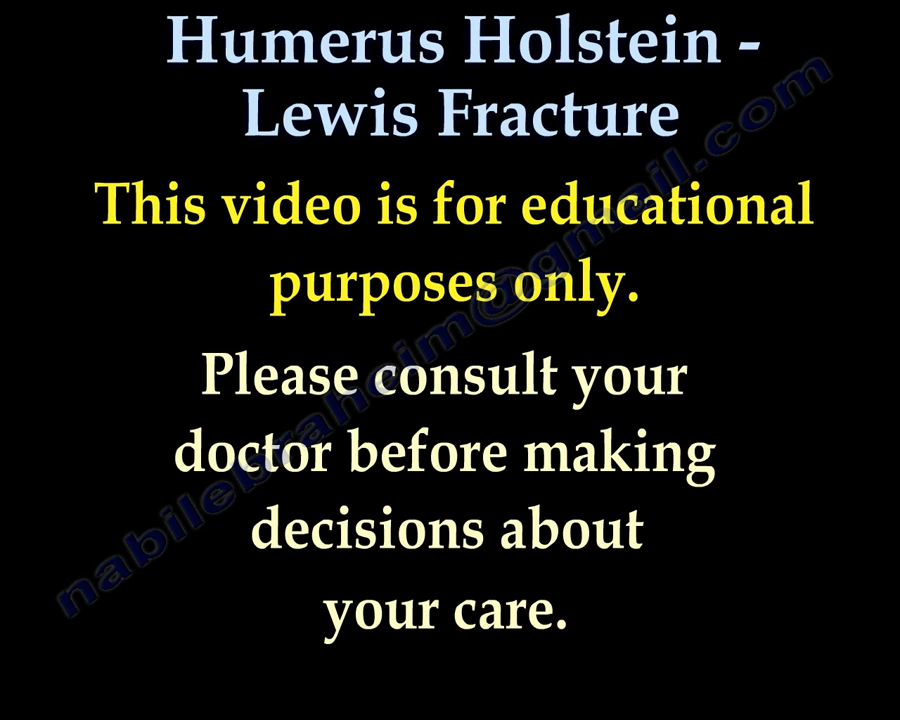 Humerus Holstein -
Lewis Fracture
This video is for educational
purposes only.
Please consult your
doctor before making
decisions about
your care.
nabilebraheim@gmail.com